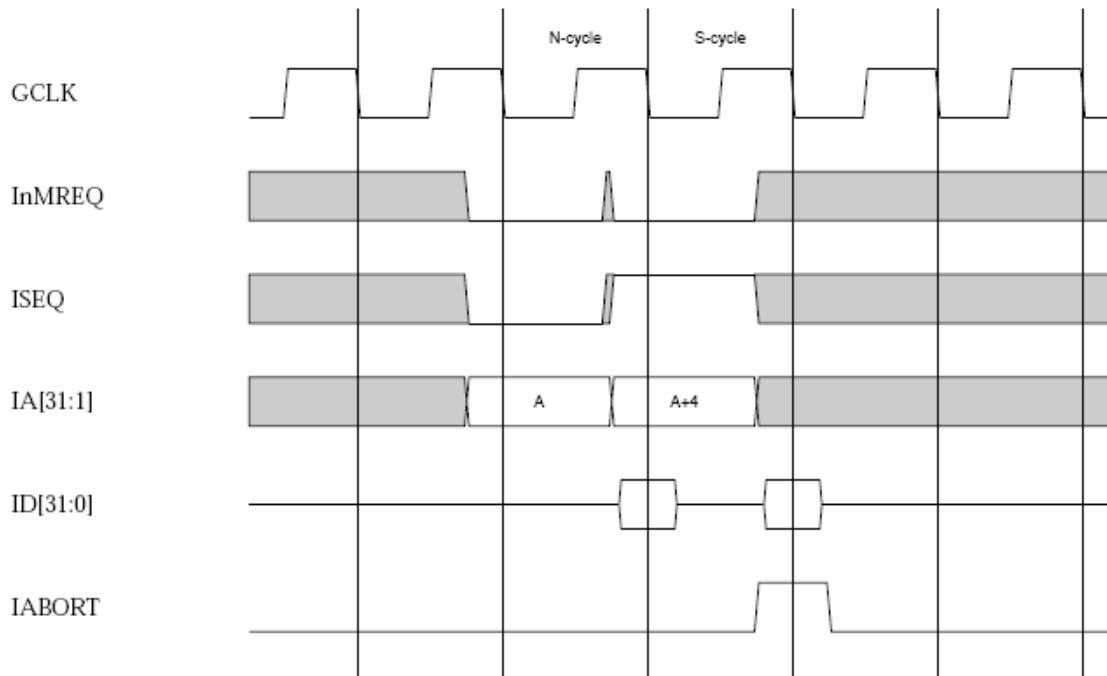 N-cycle S-cycle
GCLK
InMREQ
ISEQ
IA[31:1] A A+4
ID[31:0]
IABORT